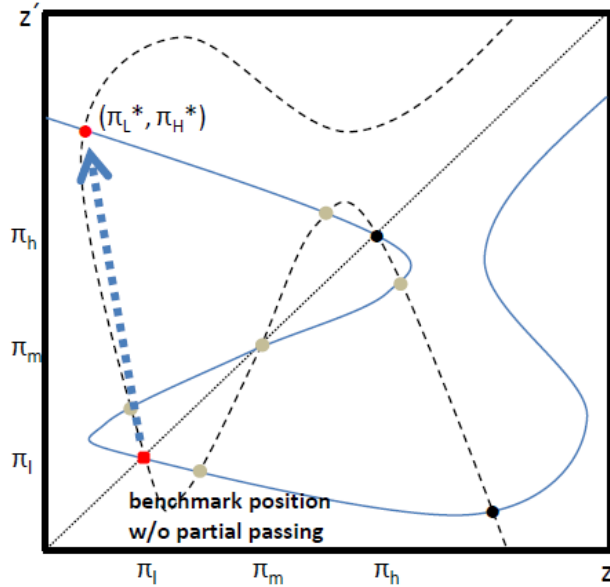 z´
(π_L*, π_H*)
π_h
π_m
π_l
benchmark position
w/o partial passing
π_l π_m π_h z